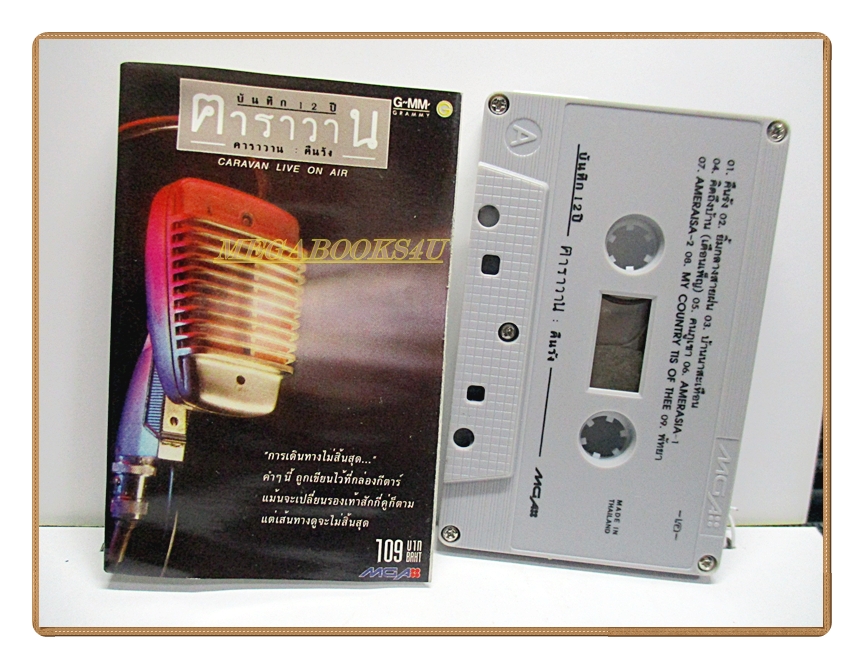 บันทึก 12 ปี
คาราวาน
คาราวาน : คืนรัง
CARAVAN LIVE ON AIR
G-MM-
GRAMMY
MEGABOOKS4U
"การเดินทางไม่สิ้นสุด..."
คำๆ นี้ ถูกเขียนไว้ที่กล่องกีตาร์
แม้นจะเปลี่ยนรองเท้าสักกี่คู่ก็ตาม
แต่เส้นทางดูจะไม่สิ้นสุด
109 บาท
BAHT
MGA
A
บันทึก 12 ปี คาราวาน : คืนรัง MGA
01. คืนรัง 02. ยิ้มกลางสายฝน 03. บ้านนาสะเทือน
04. คิดถึงบ้าน (เดือนเพ็ญ) 05. คนภูเขา 06. AMERASIA-1
07. AMERAISA-2 08. MY COUNTRY TIS OF THEE 09. พัทยา
MADE IN
THAILAND
MGA